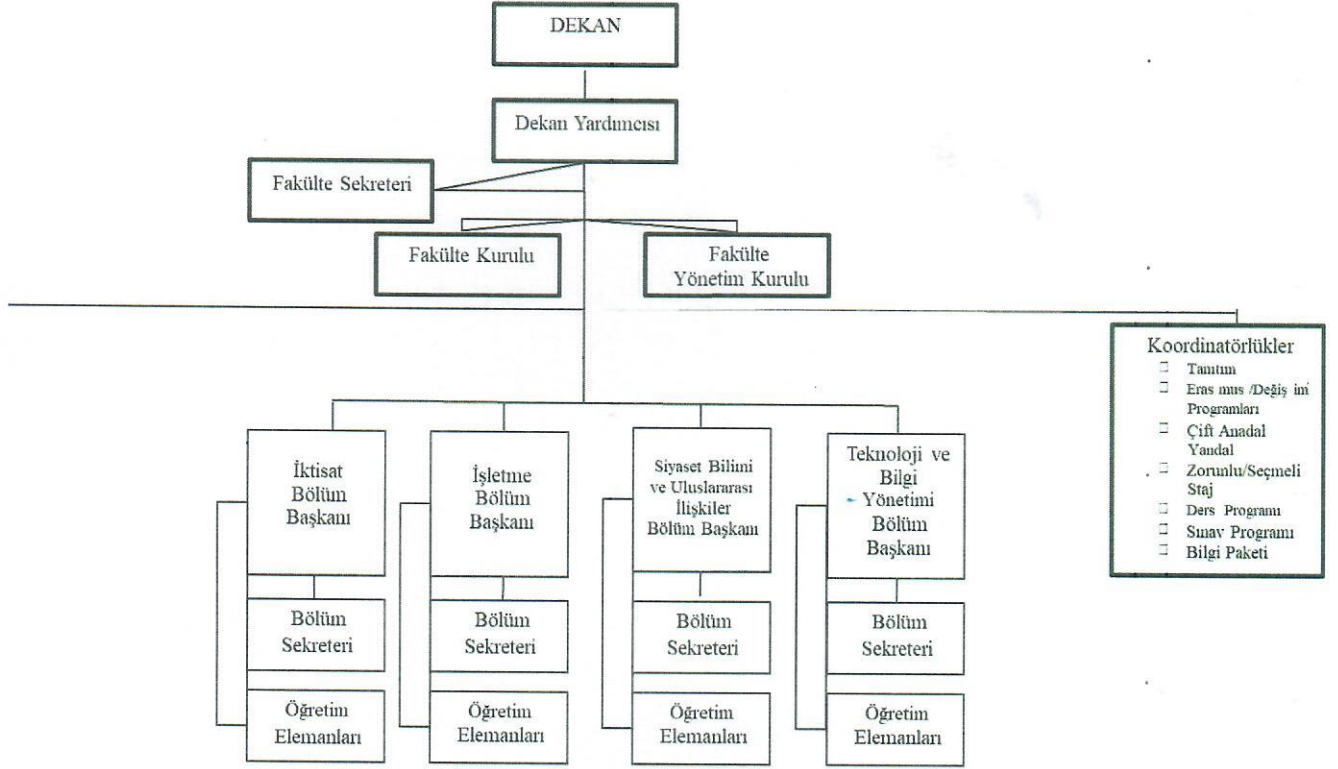 DEKAN
Dekan Yardımcısı
Fakülte Sekreteri
Fakülte Kurulu
Fakülte
Yönetim Kurulu
Koordinatörlükler
Tanıtım
Eras mus /Değiş im
Programları
Çift Anadal
Yandal
Zorunlu/Seçmeli
Staj
Ders Programı
Sınav Programı
Bilgi Paketi
İktisat
Bölüm
Başkanı
İşletme
Bölüm
Başkanı
Siyaset Bilimi
ve Uluslararası
İlişkiler
Bölüm Başkanı
Teknoloji ve
Bilgi
Yönetimi
Bölüm
Başkanı
Bölüm
Sekreteri
Bölüm
Sekreteri
Bölüm
Sekreteri
Bölüm
Sekreteri
Öğretim
Elemanları
Öğretim
Elemanları
Öğretim
Elemanları
Öğretim
Elemanları